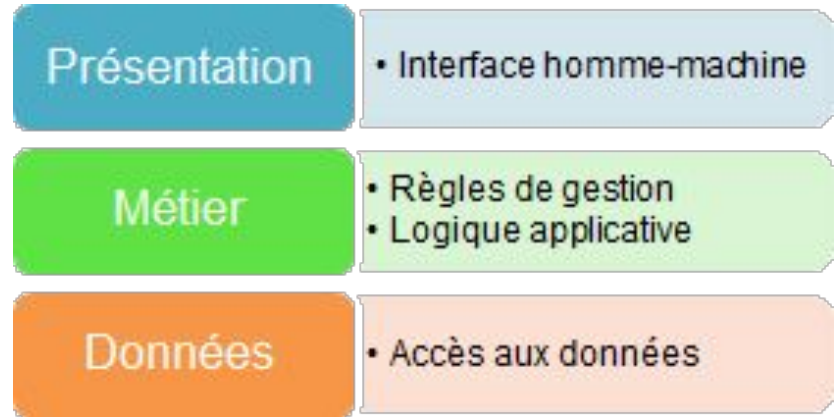 Présentation
• Interface homme-machine
Métier
• Règles de gestion
• Logique applicative
Données
• Accès aux données